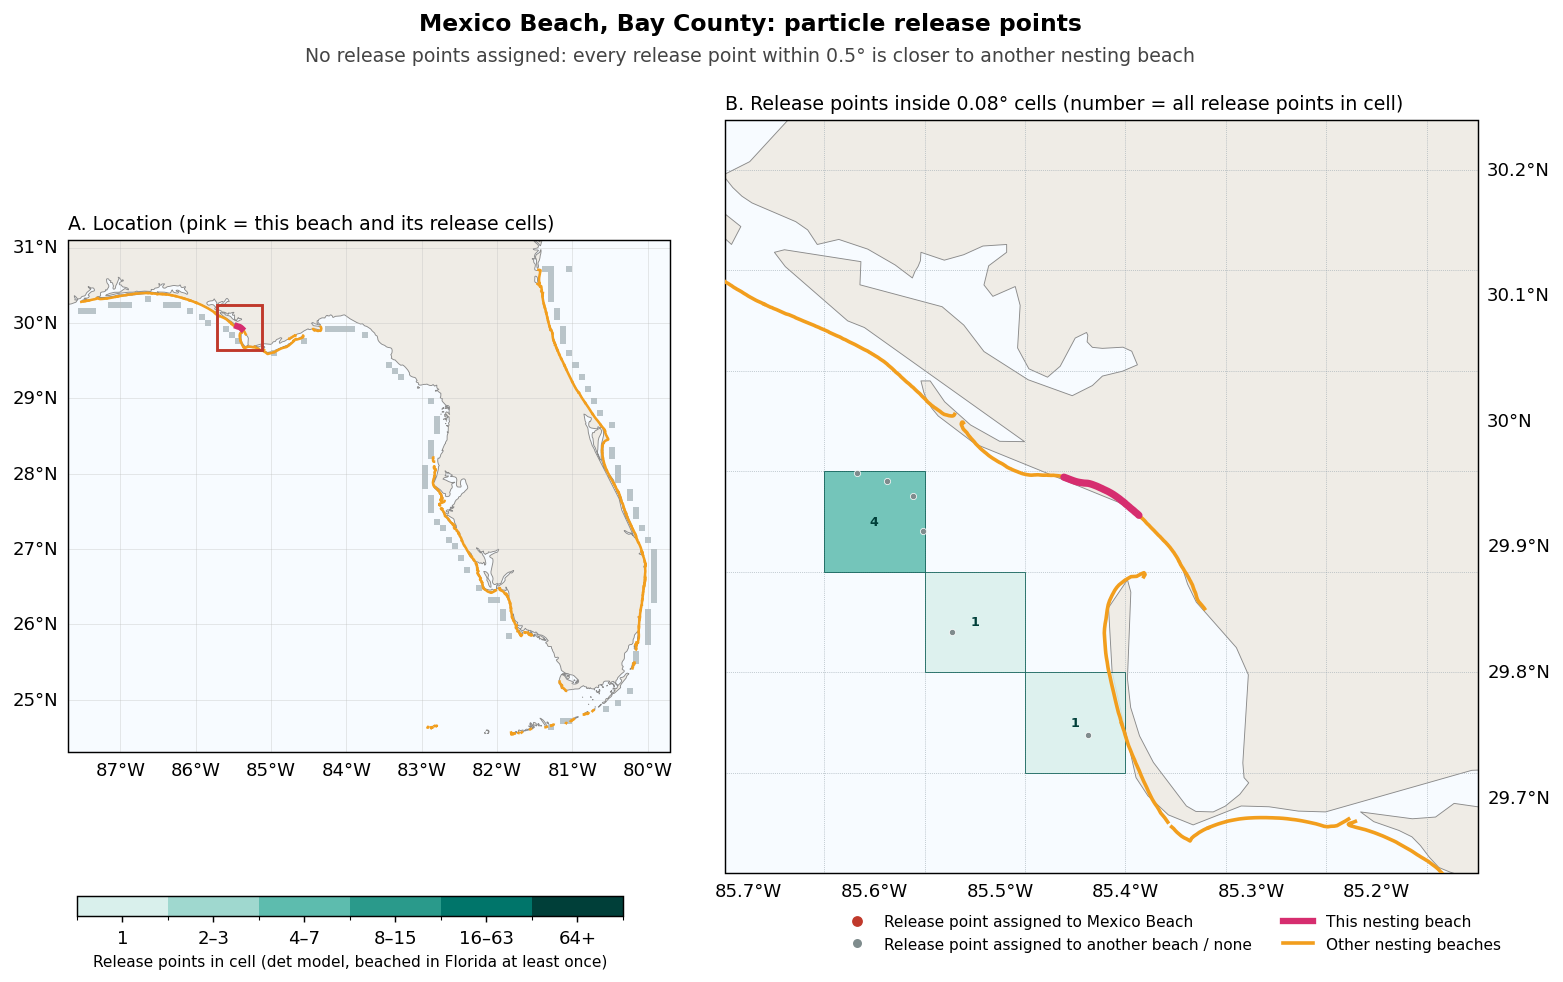 Mexico Beach, Bay County: particle release points
No release points assigned: every release point within 0.5° is closer to another nesting beach
A. Location (pink = this beach and its release cells)
31°N
30°N
29°N
28°N
27°N
26°N
25°N
87°W
86°W
85°W
84°W
83°W
82°W
81°W
80°W
1
2–3
4–7
8–15
16–63
64+
Release points in cell (det model, beached in Florida at least once)
B. Release points inside 0.08° cells (number = all release points in cell)
4
1
1
30.2°N
30.1°N
30°N
29.9°N
29.8°N
29.7°N
85.7°W
85.6°W
85.5°W
85.4°W
85.3°W
85.2°W
Release point assigned to Mexico Beach
Release point assigned to another beach / none
This nesting beach
Other nesting beaches